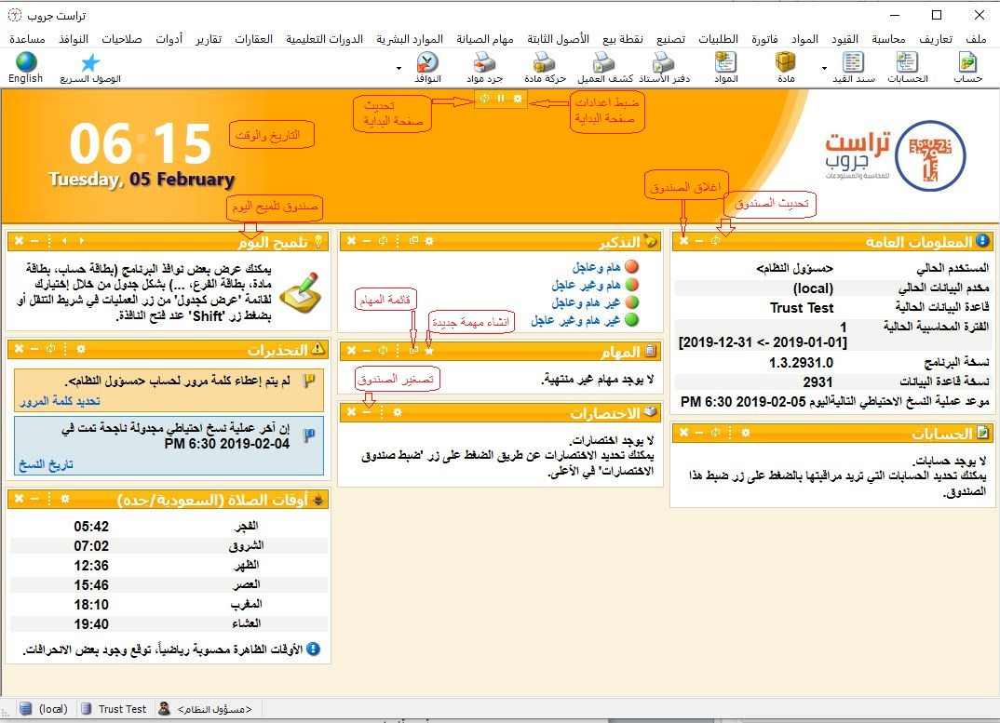 تراست جروب
ملف تعاريف محاسبة القيود المواد فاتورة الطلبيات تصنيع نقطة بيع الأصول الثابتة مهام الصيانة الموارد البشرية الدورات التعليمية العقارات تقارير أدوات صلاحيات النوافذ مساعدة
حساب الحسابات سند القيد مادة المواد دفتر الأستاذ كشف العميل حركة مادة جرد مواد النوافذ الوصول السريع English
ضبط اعدادات
صفحة البداية
تحديث
صفحة البداية
التاريخ والوقت
06:15
Tuesday, 05 February
تراست
جروب
للمحاسبة والمستودعات
اغلاق الصندوق
تحديث الصندوق
صندوق تلميح اليوم
المعلومات العامة
المستخدم الحالي <مسؤول النظام>
مخدم البيانات الحالي (local)
قاعدة البيانات الحالية Trust Test
الفترة المحاسبية الحالية 1
[2019-12-31 <- 2019-01-01]
نسخة البرنامج 1.3.2931.0
نسخة قاعدة البيانات 2931
موعد عملية النسخ الاحتياطي التالية اليوم 2019-02-05 6:30 PM
الحسابات
لا يوجد حسابات.
يمكنك تحديد الحسابات التي تريد مراقبتها بالضغط على زر ضبط هذا
الصندوق.
التذكير
هام وعاجل
هام وغير عاجل
غير هام وعاجل
غير هام وغير عاجل
قائمة المهام
انشاء مهمة جديدة
المهام
لا يوجد مهام غير منتهية.
تصغير الصندوق
الاختصارات
لا يوجد اختصارات.
يمكنك تحديد الاختصارات عن طريق الضغط على زر 'ضبط صندوق
الاختصارات' في الأعلى.
تلميح اليوم
يمكنك عرض بعض نوافذ البرنامج (بطاقة حساب، بطاقة
مادة، بطاقة الفرع، ...) بشكل جدول من خلال إختيارك
لقائمة 'عرض كجدول' من زر العمليات في شريط التنقل أو
بضغط زر 'Shift' عند فتح النافذة.
التحذيرات
لم يتم إعطاء كلمة مرور لحساب <مسؤول النظام>.
تحديد كلمة المرور
إن آخر عملية نسخ احتياطي مجدولة ناجحة تمت في
2019-02-04 6:30 PM
تاريخ النسخ
أوقات الصلاة (السعودية/جده)
الفجر 05:42
الشروق 07:02
الظهر 12:36
العصر 15:46
المغرب 18:10
العشاء 19:40
الأوقات الظاهرة محسوبة رياضياً، توقع وجود بعض الانحرافات.
(local) Trust Test <مسؤول النظام>